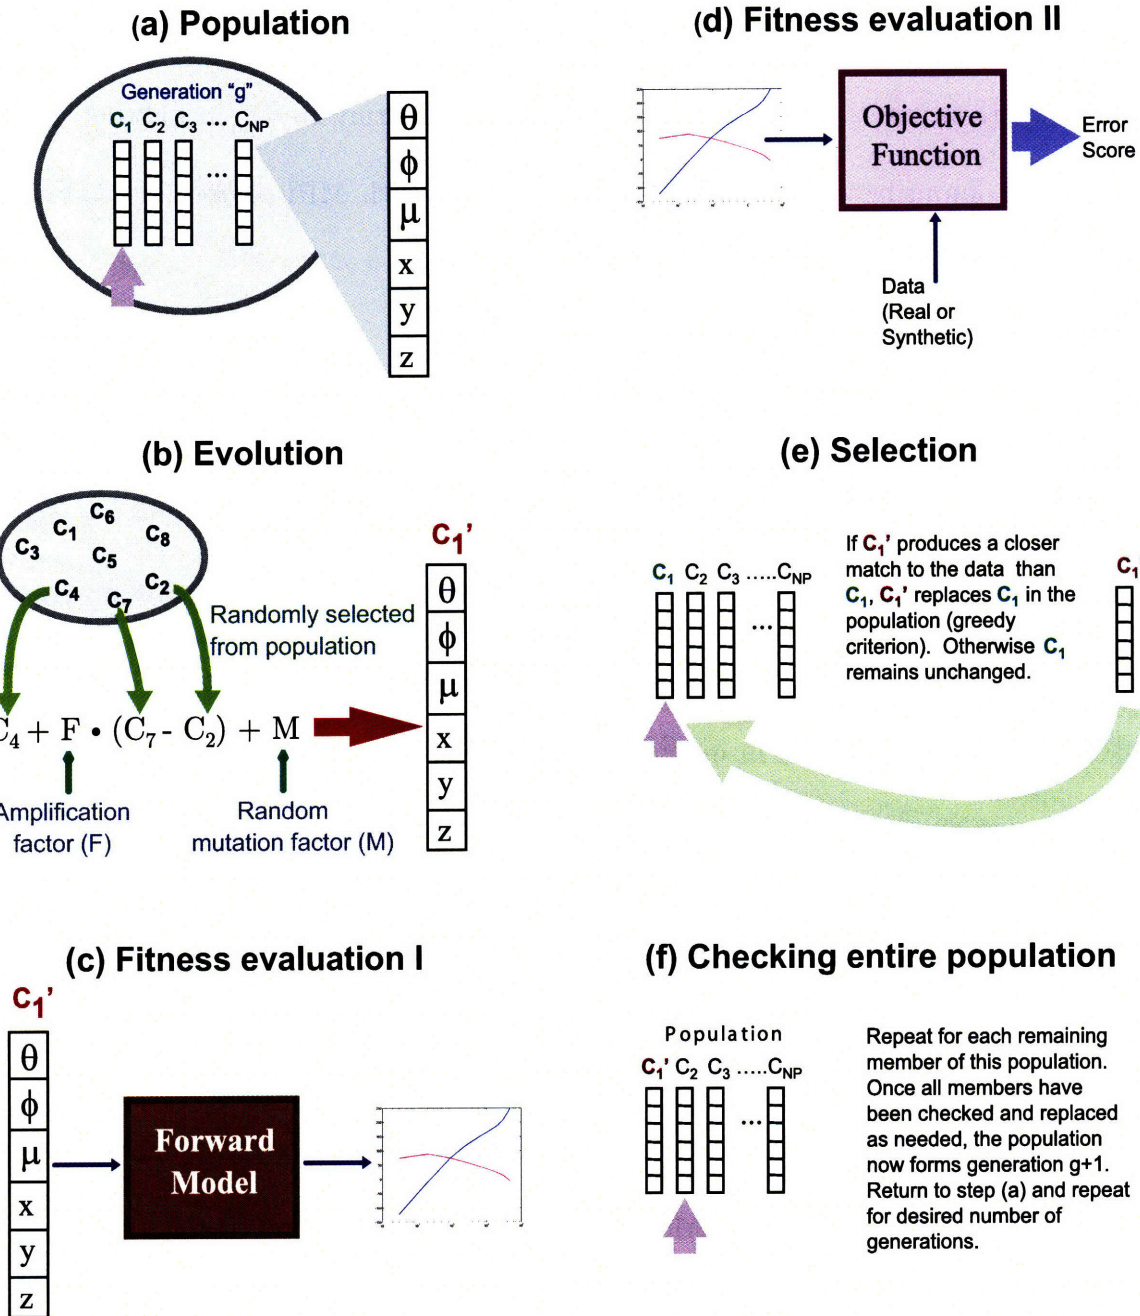 (a) Population
Generation "g"
C1 C2 C3 ... CNP
...
θ
ϕ
μ
x
y
z
(b) Evolution
C6
C1
C8
C3
C5
C4
C2
C7
Randomly selected
from population
C4 + F • (C7 - C2) + M
Amplification
factor (F)
Random
mutation factor (M)
C1'
θ
ϕ
μ
x
y
z
(c) Fitness evaluation I
C1'
θ
ϕ
μ
x
y
z
Forward
Model
(d) Fitness evaluation II
Objective
Function
Error
Score
Data
(Real or
Synthetic)
(e) Selection
C1 C2 C3 .....CNP
...
If C1' produces a closer
match to the data than
C1, C1' replaces C1 in the
population (greedy
criterion). Otherwise C1
remains unchanged.
C1
(f) Checking entire population
Population
C1' C2 C3 .....CNP
...
Repeat for each remaining
member of this population.
Once all members have
been checked and replaced
as needed, the population
now forms generation g+1.
Return to step (a) and repeat
for desired number of
generations.